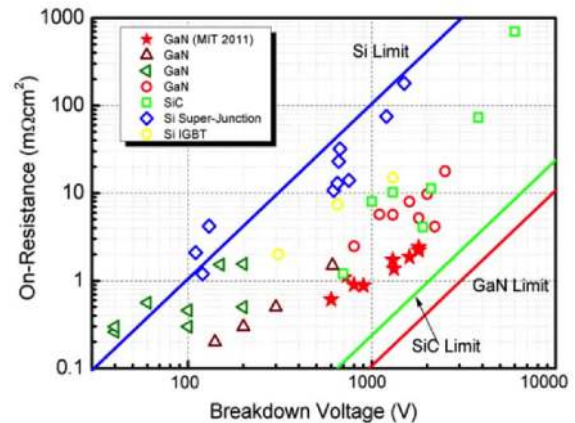 1000
100
10
1
0.1
On-Resistance (mΩcm²)
GaN (MIT 2011)
GaN
GaN
GaN
SiC
Si Super-Junction
Si IGBT
Si Limit
GaN Limit
SiC Limit
100
1000
10000
Breakdown Voltage (V)